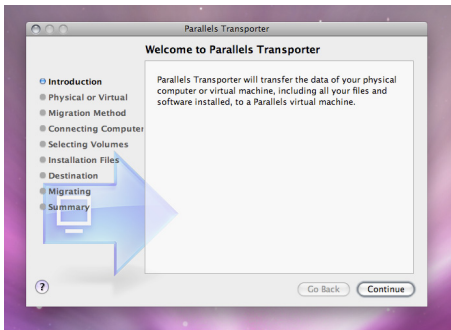 Parallels Transporter
Welcome to Parallels Transporter
Introduction
Physical or Virtual
Migration Method
Connecting Computer
Selecting Volumes
Installation Files
Destination
Migrating
Summary
Parallels Transporter will transfer the data of your physical
computer or virtual machine, including all your files and
software installed, to a Parallels virtual machine.
?
Go Back
Continue